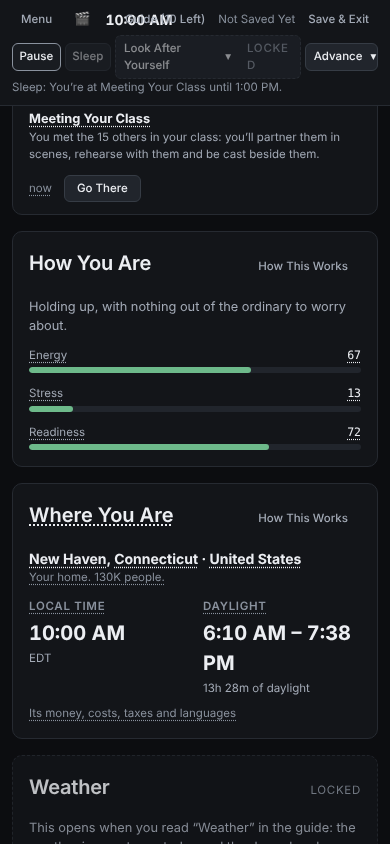 Menu 🎬 10:00 AM Left) Not Saved Yet Save & Exit
Pause Sleep Look After Yourself ▾ LOCKED Advance ▾
Sleep: You’re at Meeting Your Class until 1:00 PM.
Meeting Your Class
You met the 15 others in your class: you’ll partner them in
scenes, rehearse with them and be cast beside them.
now Go There
How You Are How This Works
Holding up, with nothing out of the ordinary to worry
about.
Energy 67
Stress 13
Readiness 72
Where You Are How This Works
New Haven, Connecticut · United States
Your home. 130K people.
LOCAL TIME DAYLIGHT
10:00 AM 6:10 AM – 7:38
PM
EDT
13h 28m of daylight
Its money, costs, taxes and languages
Weather LOCKED
This opens when you read “Weather” in the guide: the